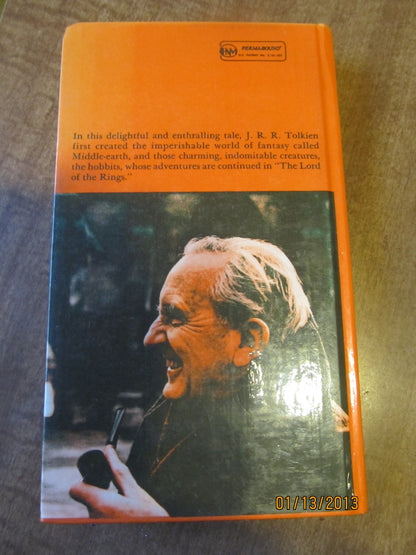 PERMA-BOUND
In this delightful and enthralling tale, J. R. R. Tolkien
first created the imperishable world of fantasy called
Middle-earth, and those charming, indomitable creatures,
the hobbits, whose adventures are continued in "The Lord
of the Rings."
01/13/2013